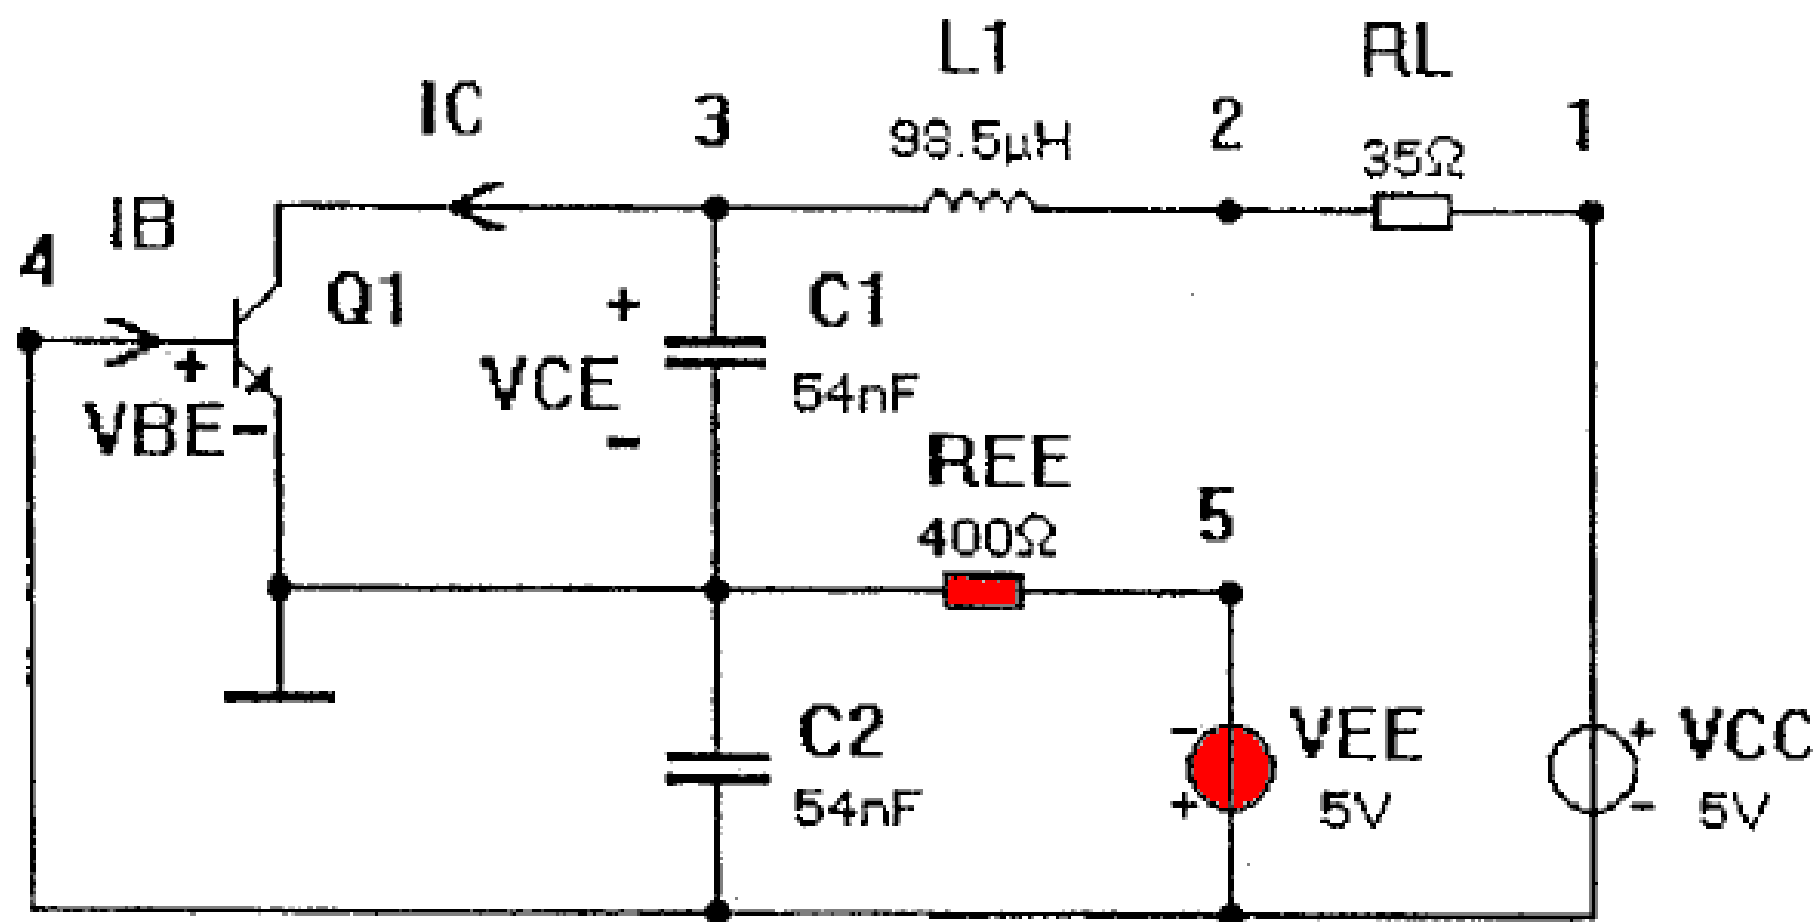 L1 RL
IC 3 98.5µH 2 35Ω 1
IB
4 Q1 + C1
+ VCE 54nF
VBE - -
REE
400Ω 5
C2 - VEE + VCC
54nF + 5V - 5V